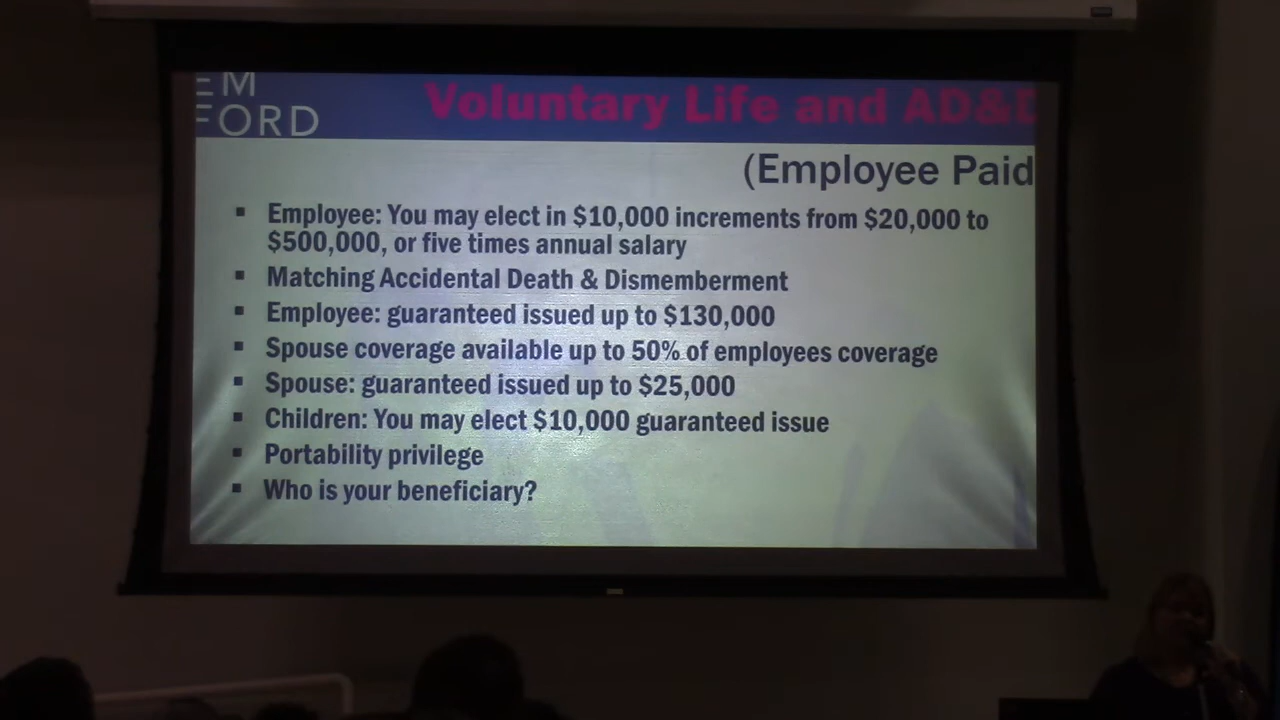 EM
FORD
Voluntary Life and AD&D
(Employee Paid
▪ Employee: You may elect in $10,000 increments from $20,000 to
$500,000, or five times annual salary
▪ Matching Accidental Death & Dismemberment
▪ Employee: guaranteed issued up to $130,000
▪ Spouse coverage available up to 50% of employees coverage
▪ Spouse: guaranteed issued up to $25,000
▪ Children: You may elect $10,000 guaranteed issue
▪ Portability privilege
▪ Who is your beneficiary?